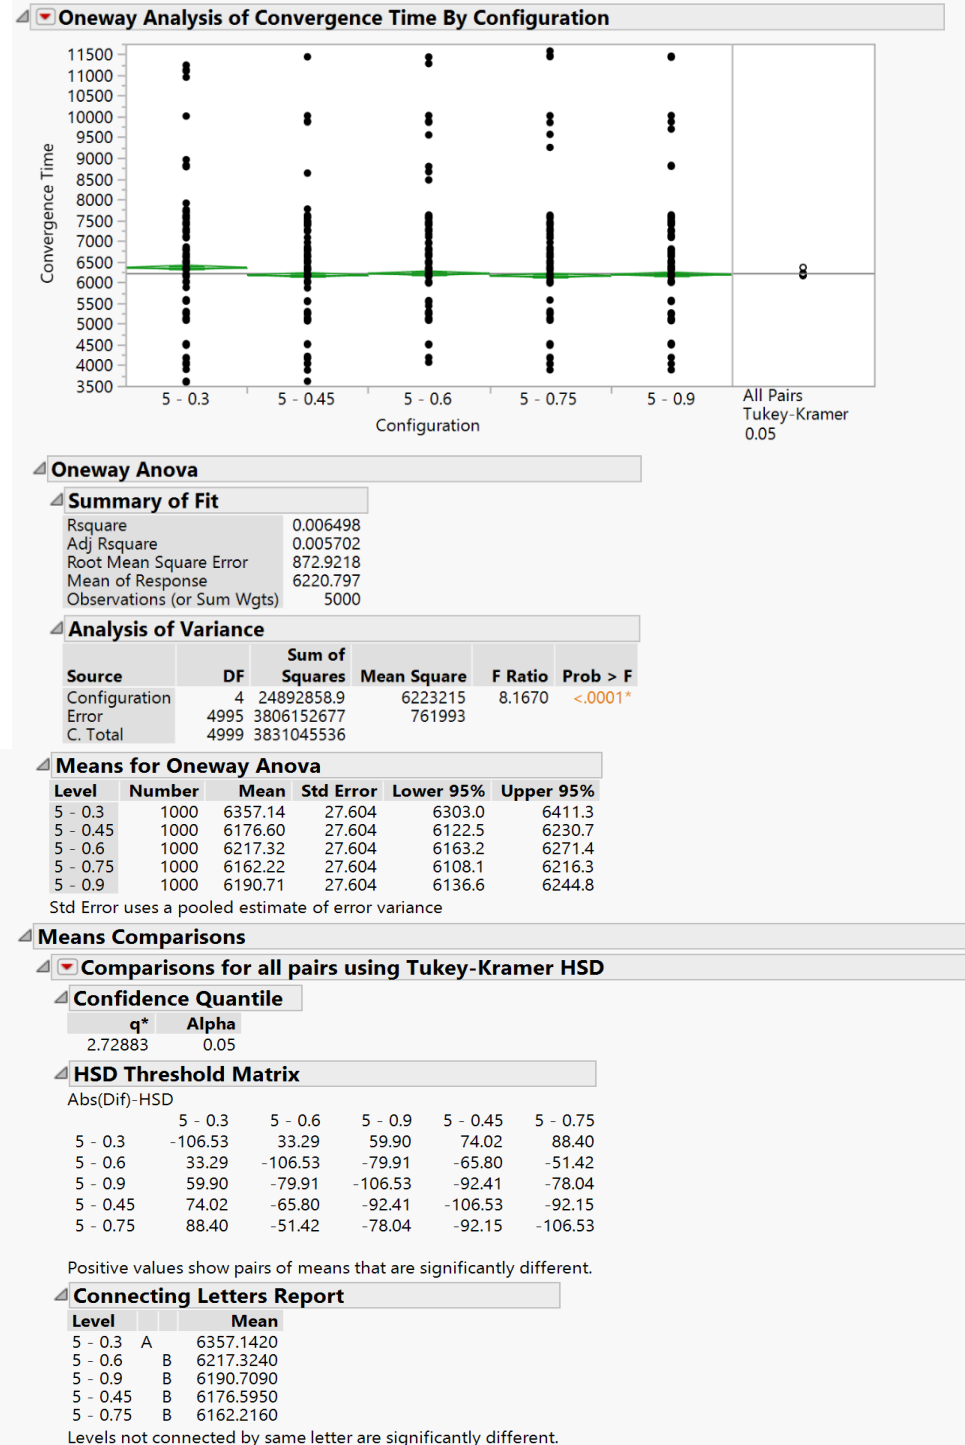 Oneway Analysis of Convergence Time By Configuration
11500
11000
10500
10000
9500
9000
8500
8000
7500
7000
6500
6000
5500
5000
4500
4000
3500
Convergence Time
5 - 0.3 5 - 0.45 5 - 0.6 5 - 0.75 5 - 0.9
Configuration
All Pairs
Tukey-Kramer
0.05
Oneway Anova
Summary of Fit
Rsquare 0.006498
Adj Rsquare 0.005702
Root Mean Square Error 872.9218
Mean of Response 6220.797
Observations (or Sum Wgts) 5000
Analysis of Variance
Source DF Sum of Squares Mean Square F Ratio Prob > F
Configuration 4 24892858.9 6223215 8.1670 <.0001*
Error 4995 3806152677 761993
C. Total 4999 3831045536
Means for Oneway Anova
Level Number Mean Std Error Lower 95% Upper 95%
5 - 0.3 1000 6357.14 27.604 6303.0 6411.3
5 - 0.45 1000 6176.60 27.604 6122.5 6230.7
5 - 0.6 1000 6217.32 27.604 6163.2 6271.4
5 - 0.75 1000 6162.22 27.604 6108.1 6216.3
5 - 0.9 1000 6190.71 27.604 6136.6 6244.8
Std Error uses a pooled estimate of error variance
Means Comparisons
Comparisons for all pairs using Tukey-Kramer HSD
Confidence Quantile
q* Alpha
2.72883 0.05
HSD Threshold Matrix
Abs(Dif)-HSD
5 - 0.3 5 - 0.6 5 - 0.9 5 - 0.45 5 - 0.75
5 - 0.3 -106.53 33.29 59.90 74.02 88.40
5 - 0.6 33.29 -106.53 -79.91 -65.80 -51.42
5 - 0.9 59.90 -79.91 -106.53 -92.41 -78.04
5 - 0.45 74.02 -65.80 -92.41 -106.53 -92.15
5 - 0.75 88.40 -51.42 -78.04 -92.15 -106.53
Positive values show pairs of means that are significantly different.
Connecting Letters Report
Level Mean
5 - 0.3 A 6357.1420
5 - 0.6 B 6217.3240
5 - 0.9 B 6190.7090
5 - 0.45 B 6176.5950
5 - 0.75 B 6162.2160
Levels not connected by same letter are significantly different.